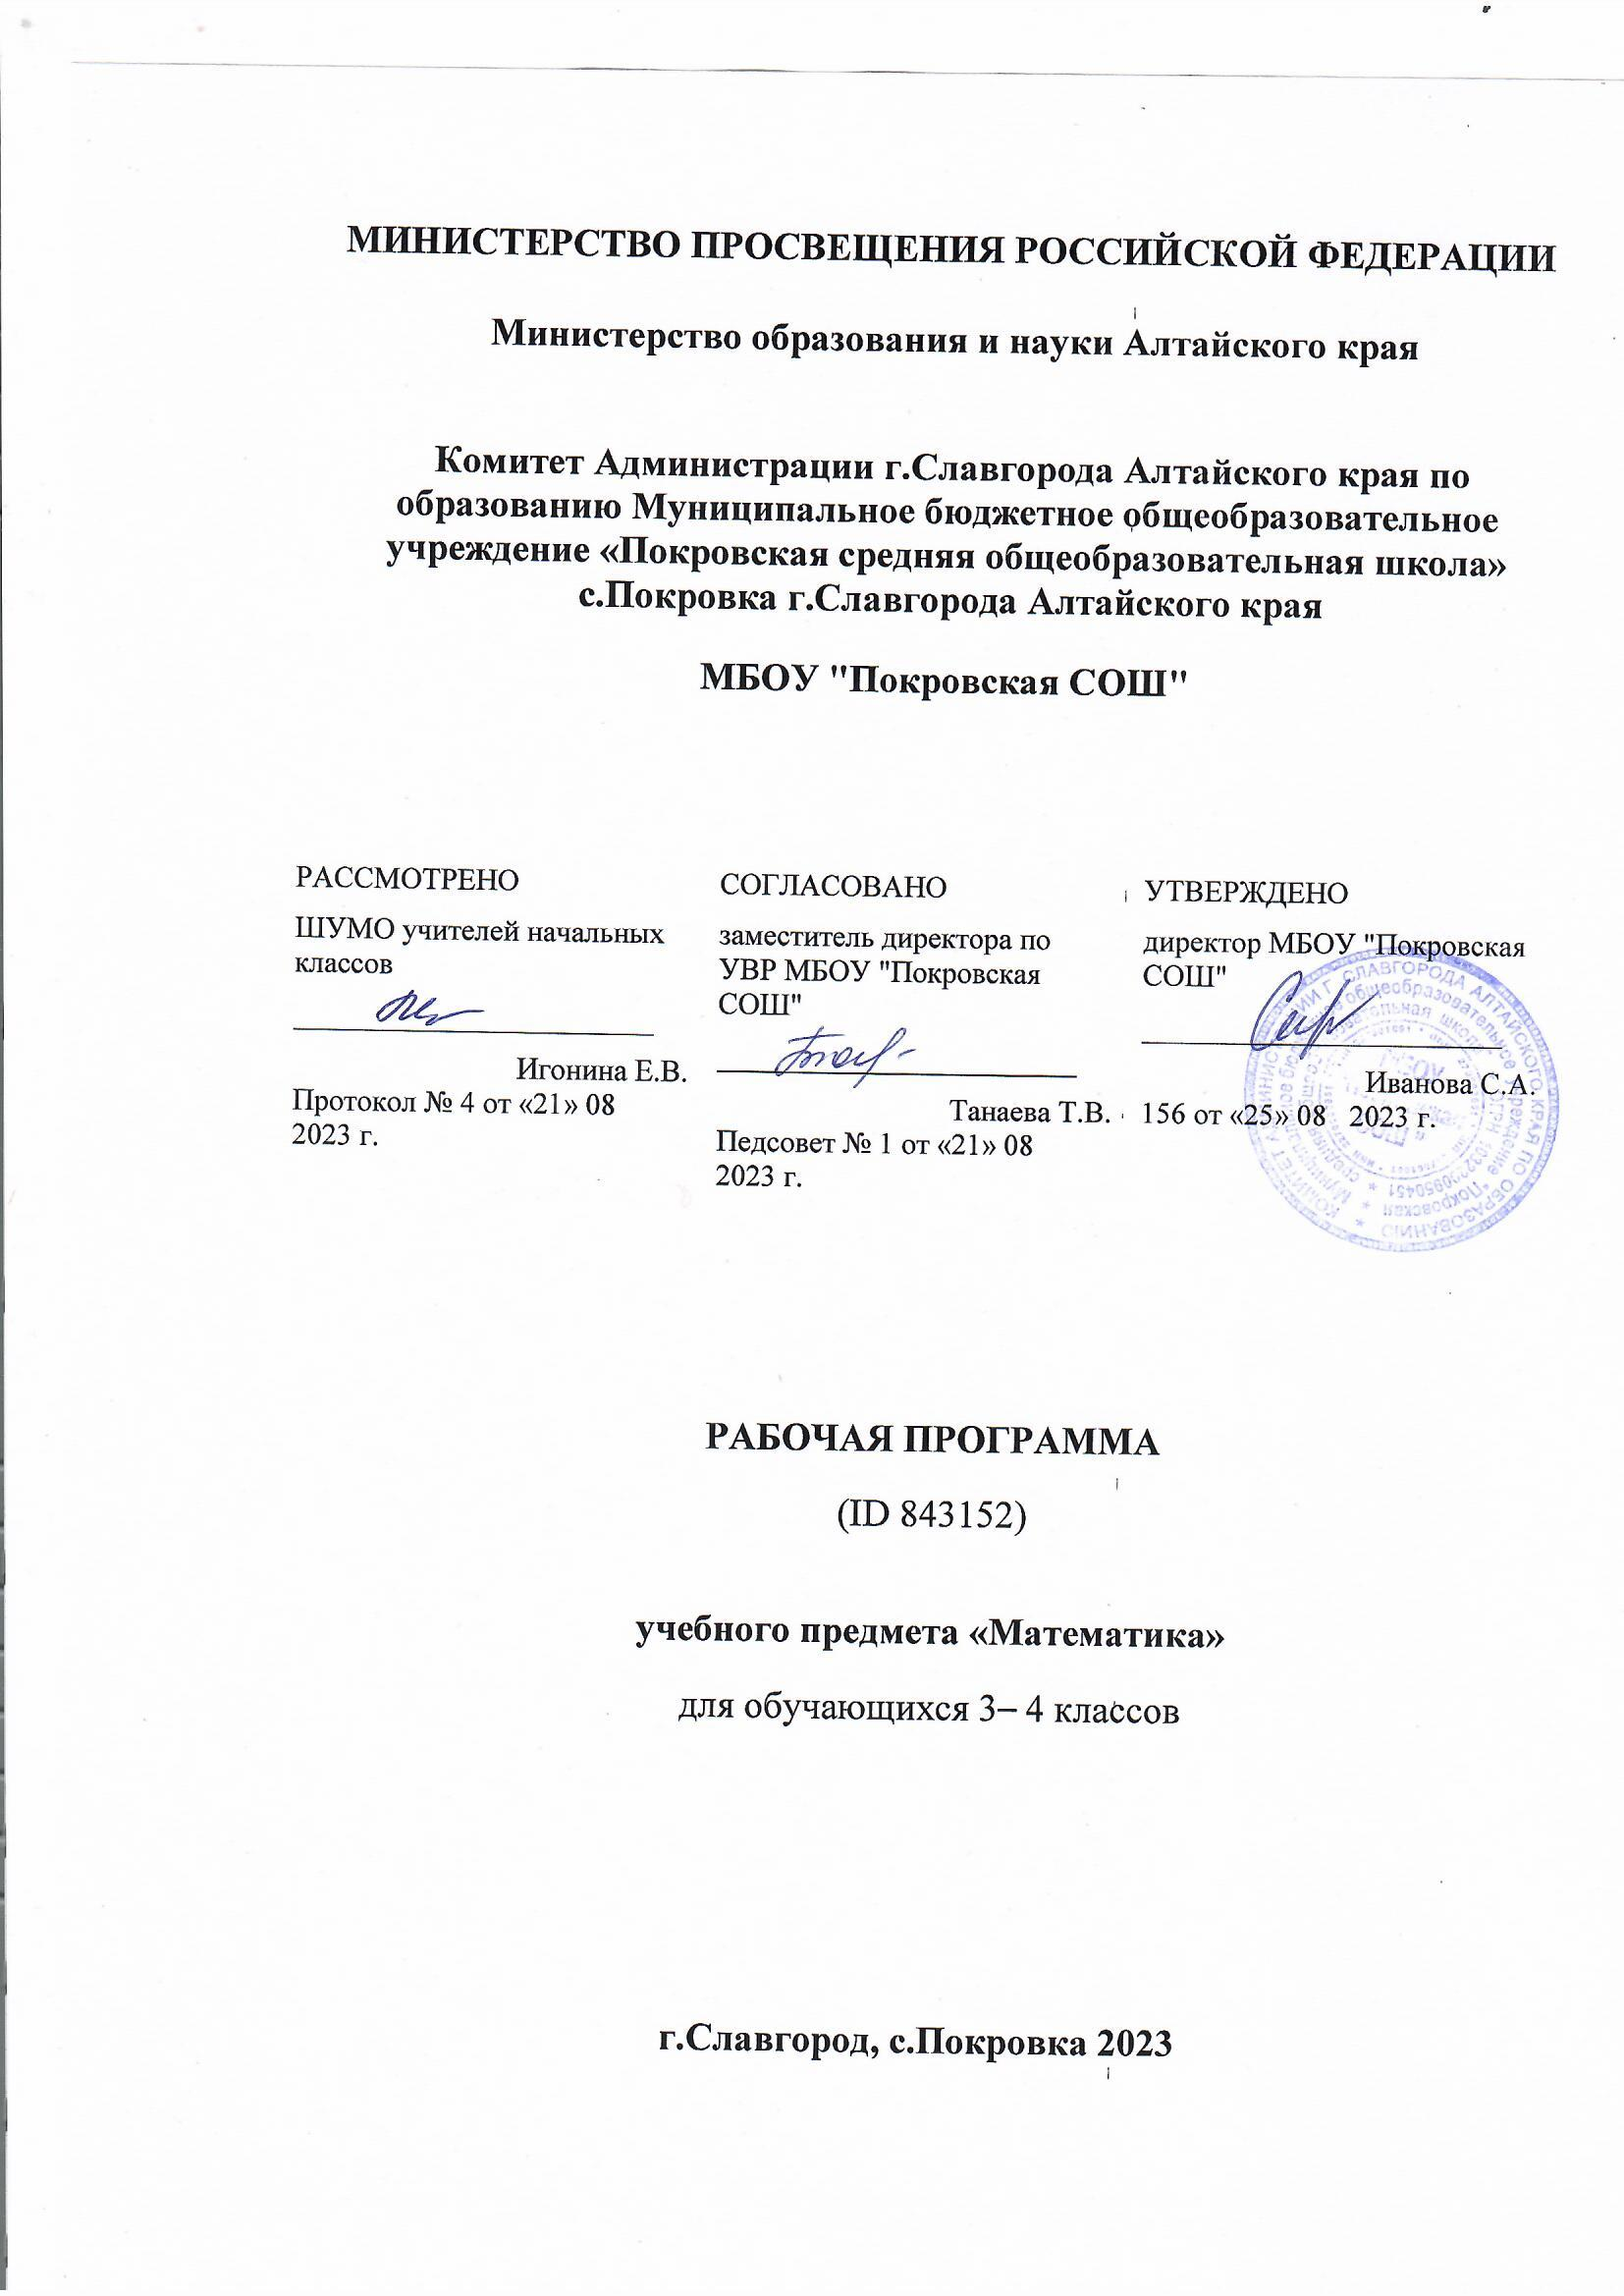 МИНИСТЕРСТВО ПРОСВЕЩЕНИЯ РОССИЙСКОЙ ФЕДЕРАЦИИ
Министерство образования и науки Алтайского края
Комитет Администрации г.Славгорода Алтайского края по
образованию Муниципальное бюджетное общеобразовательное
учреждение «Покровская средняя общеобразовательная школа»
с.Покровка г.Славгорода Алтайского края
МБОУ "Покровская СОШ"
РАССМОТРЕНО
ШУМО учителей начальных
классов
Игонина Е.В.
Протокол № 4 от «21» 08
2023 г.
СОГЛАСОВАНО
заместитель директора по
УВР МБОУ "Покровская
СОШ"
Танаева Т.В.
Педсовет № 1 от «21» 08
2023 г.
УТВЕРЖДЕНО
директор МБОУ "Покровская
СОШ"
Иванова С.А.
156 от «25» 08 2023 г.
РАБОЧАЯ ПРОГРАММА
(ID 843152)
учебного предмета «Математика»
для обучающихся 3– 4 классов
г.Славгород, с.Покровка 2023